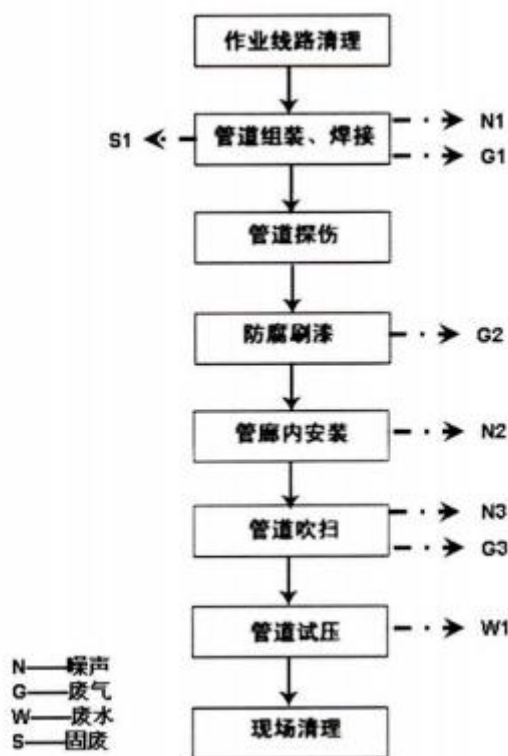 作业线路清理
S1
管道组装、焊接
N1
G1
管道探伤
防腐刷漆
G2
管廊内安装
N2
管道吹扫
N3
G3
管道试压
W1
现场清理
N——噪声
G——废气
W——废水
S——固废